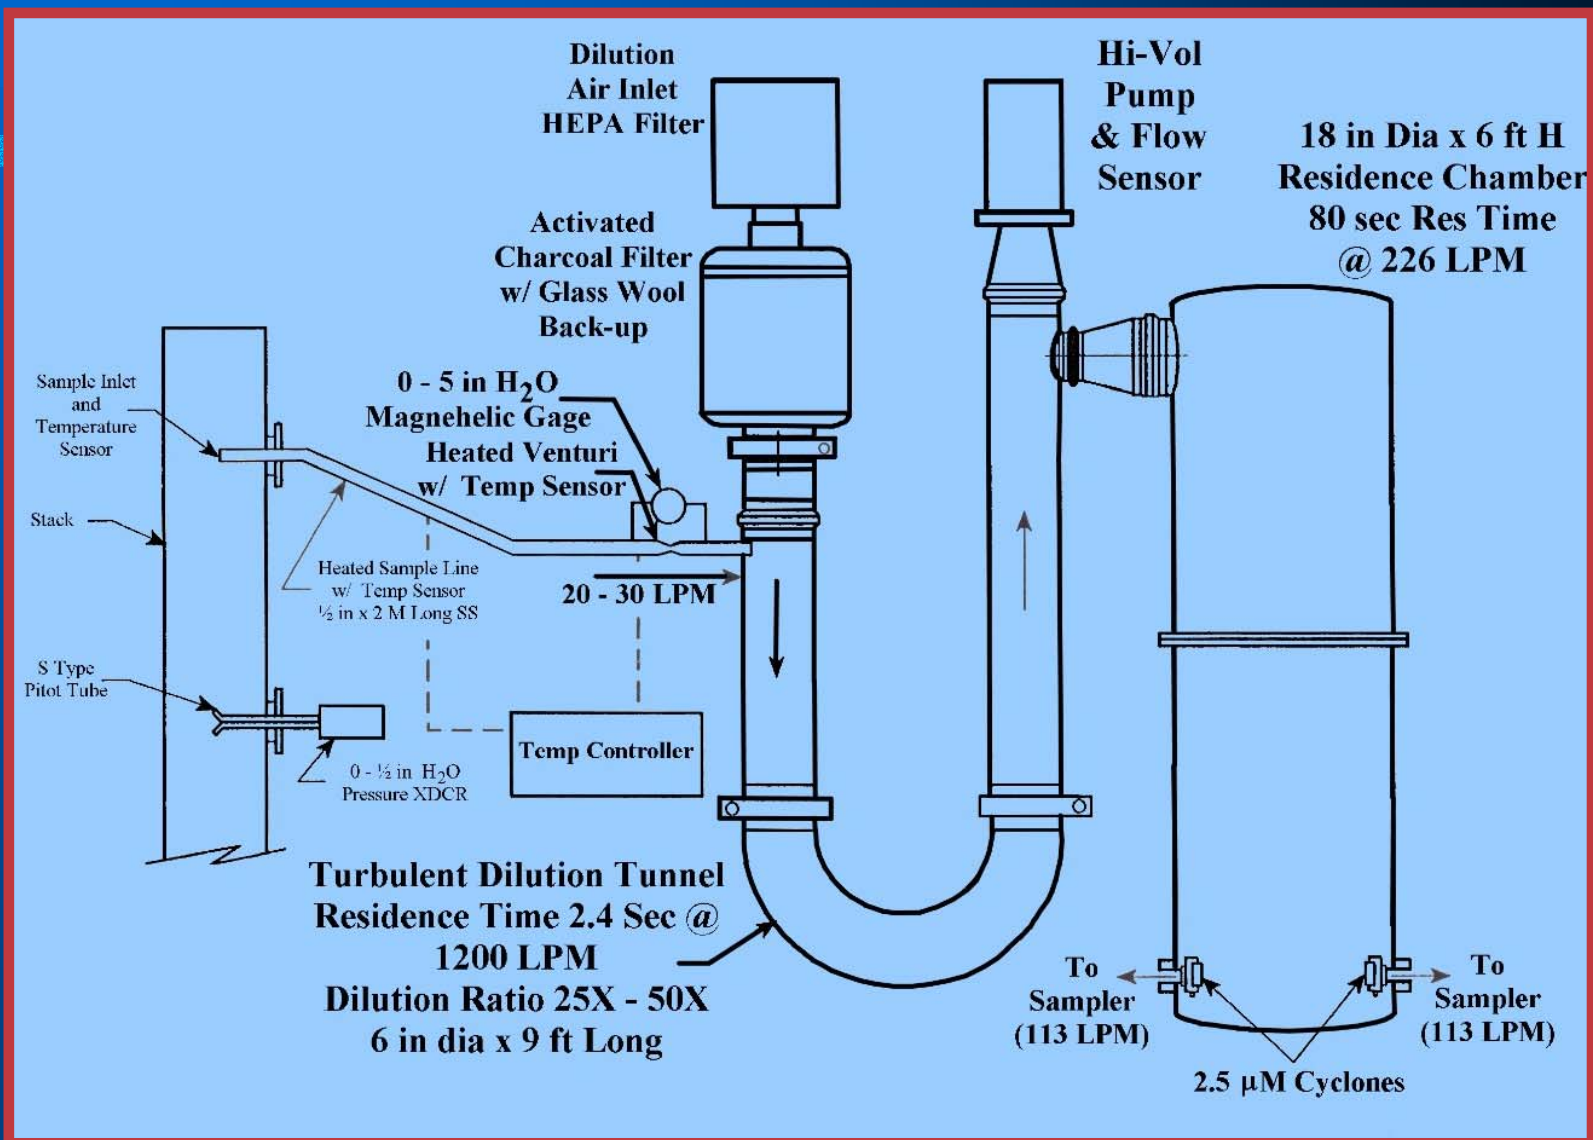 Dilution
Air Inlet
HEPA Filter
Hi-Vol
Pump
& Flow
Sensor
18 in Dia x 6 ft H
Residence Chamber
80 sec Res Time
@ 226 LPM
Activated
Charcoal Filter
w/ Glass Wool
Back-up
0 - 5 in H₂O
Magnehelic Gage
Heated Venturi
w/ Temp Sensor
Sample Inlet
and
Temperature
Sensor
Stack
Heated Sample Line
w/ Temp Sensor
½ in x 2 M Long SS
20 - 30 LPM
S Type
Pitot Tube
0 - ½ in H₂O
Pressure XDCR
Temp Controller
Turbulent Dilution Tunnel
Residence Time 2.4 Sec @
1200 LPM
Dilution Ratio 25X - 50X
6 in dia x 9 ft Long
To
Sampler
(113 LPM)
To
Sampler
(113 LPM)
2.5 µM Cyclones